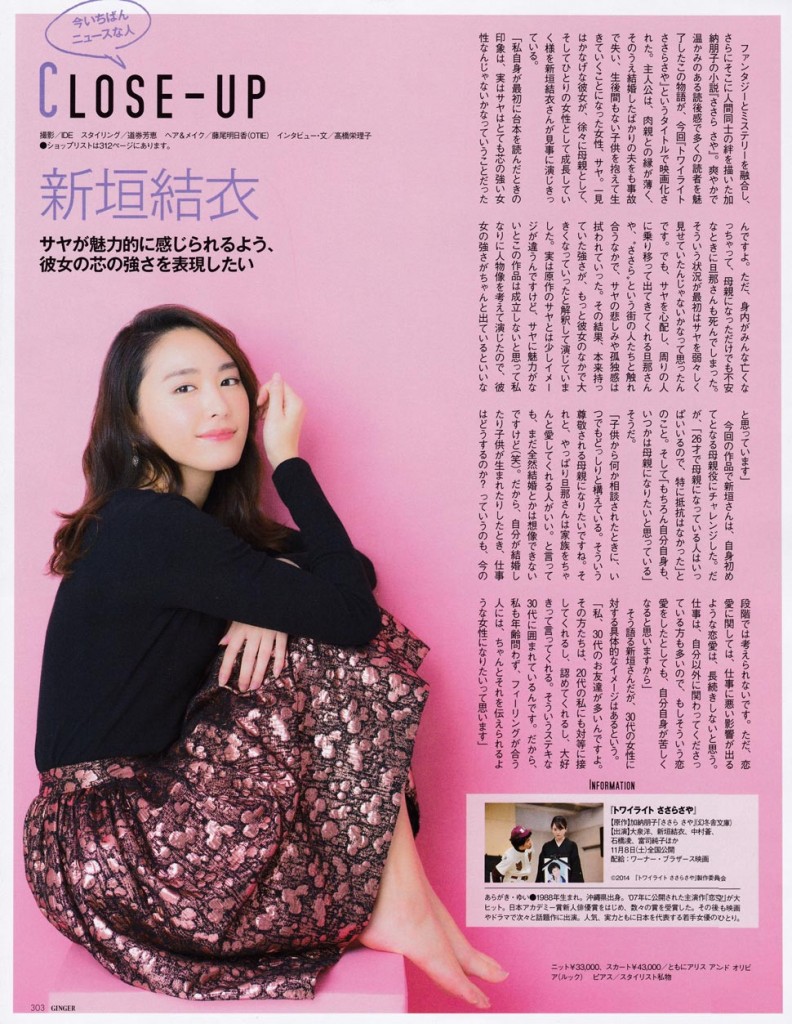 今いちばん
ニュースな人
CLOSE-UP
撮影/IDE スタイリング/道券芳恵 ヘア&メイク/藤尾明日香(OTIE) インタビュー・文/高橋栄理子
●ショップリストは312ページにあります。
新垣結衣
サヤが魅力的に感じられるよう、
彼女の芯の強さを表現したい
ファンタジーとミステリーを融合し、
さらにそこに人間同士の絆を描いた加
納朋子の小説『ささら さや』。爽やかで
温かみのある読後感で多くの読者を魅
了したこの物語が、今回『トワイライト
ささらさや』というタイトルで映画化さ
れた。主人公は、肉親との縁が薄く、
そのうえ結婚したばかりの夫をも事故
で失い、生後間もない子供を抱えて生
きていくことになった女性、サヤ。一見
はかなげな彼女が、徐々に母親として、
そしてひとりの女性として成長してい
く様を新垣結衣さんが見事に演じきっ
ている。
「私自身が最初に台本を読んだときの
印象は、実はサヤはとても芯の強い女
性なんじゃないかなっていうことだった
んですよ。ただ、身内がみんな亡くな
っちゃって、母親になっただけでも不安
なときに旦那さんも死んでしまった。
そういう状況が最初はサヤを弱々しく
見せていたんじゃないかなって思ったん
です。でも、サヤを心配し、周りの人
に乗り移って出てきてくれる旦那さん
や、〝ささら〟という街の人たちと触れ
合うなかで、サヤの悲しみや孤独感は
拭われていった。その結果、本来持っ
ていた強さが、もっと彼女のなかで大
きくなっていったと解釈して演じていま
した。実は原作のサヤとは少しイメー
ジが違うんですけど、サヤに魅力がな
いとこの作品は成立しないと思って私
なりに人物像を考えて演じたので、彼
女の強さがちゃんと出ているといいな
と思っています」
今回の作品で新垣さんは、自身初め
てとなる母親役にチャレンジした。だ
が、「26才で母親になっている人はいっ
ぱいいるので、特に抵抗はなかった」と
のこと。そして「もちろん自分自身も、
いつかは母親になりたいと思っている」
そうだ。
「子供から何か相談されたときに、い
つでもどっしりと構えている。そういう
尊敬される母親になりたいですね。そ
れと、やっぱり旦那さんは家族をちゃ
んと愛してくれる人がいい。と言って
も、まだ全然結婚とかは想像できない
ですけど(笑)。だから、自分が結婚し
たり子供が生まれたりしたとき、仕事
はどうするのか?っていうのも、今の
段階では考えられないです。ただ、恋
愛に関しては、仕事に悪い影響が出る
ような恋愛は、長続きしないと思う。
仕事は、自分以外に関わってくださっ
ている方も多いので、もしそういう恋
愛をしたとしても、自分自身が苦しく
なると思いますから」
そう語る新垣さんだが、30代の女性に
対する具体的なイメージはあるという。
「私、30代のお友達が多いんですよ。
その方たちは、20代の私にも対等に接
してくれるし、認めてくれるし、大好
きって言ってくれる。そういうステキな
30代に囲まれているんです。だから、
私も年齢問わず、フィーリングが合う
人には、ちゃんとそれを伝えられるよ
うな女性になりたいって思います」
INFORMATION
『トワイライト ささらさや』
【原作】加納朋子『ささら さや』(幻冬舎文庫)
【出演】大泉洋、新垣結衣、中村蒼、
石橋凌、富司純子ほか
11月8日(土)全国公開
配給:ワーナー・ブラザース映画
©2014 「トワイライト ささらさや」製作委員会
あらがき・ゆい●1988年生まれ。沖縄県出身。'07年に公開された主演作『恋空』が大
ヒット。日本アカデミー賞新人俳優賞をはじめ、数々の賞を受賞した。その後も映画
やドラマで次々と話題作に出演。人気、実力ともに日本を代表する若手女優のひとり。
ニット¥33,000、スカート¥43,000/ともにアリス アンド オリビ
ア(ルック) ピアス/スタイリスト私物
303 GINGER